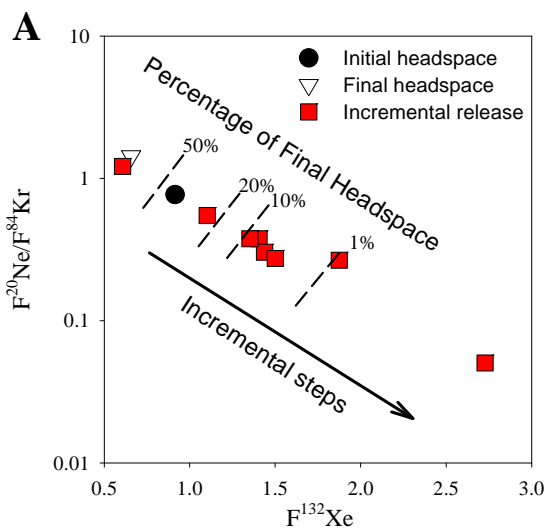 A
10
1
0.1
0.01
F²⁰Ne/F⁸⁴Kr
Initial headspace
Final headspace
Incremental release
Percentage of Final Headspace
50%
20%
10%
1%
Incremental steps
0.5
1.0
1.5
2.0
2.5
3.0
F¹³²Xe